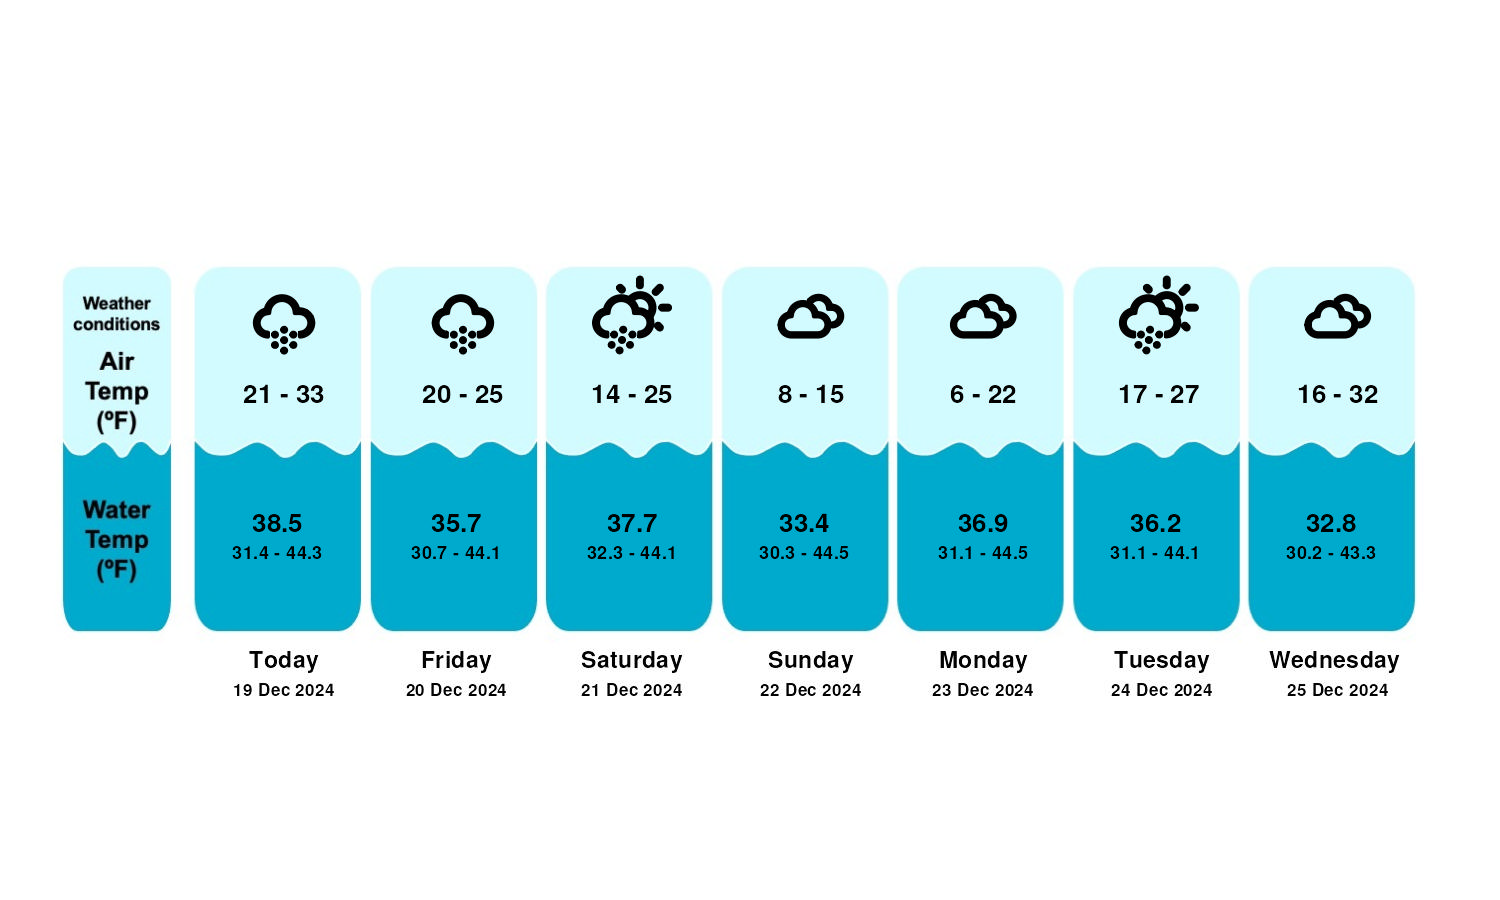 Weather
conditions
Air
Temp
(ºF)
Water
Temp
(ºF)
21 - 33
38.5
31.4 - 44.3
Today
19 Dec 2024
20 - 25
35.7
30.7 - 44.1
Friday
20 Dec 2024
14 - 25
37.7
32.3 - 44.1
Saturday
21 Dec 2024
8 - 15
33.4
30.3 - 44.5
Sunday
22 Dec 2024
6 - 22
36.9
31.1 - 44.5
Monday
23 Dec 2024
17 - 27
36.2
31.1 - 44.1
Tuesday
24 Dec 2024
16 - 32
32.8
30.2 - 43.3
Wednesday
25 Dec 2024